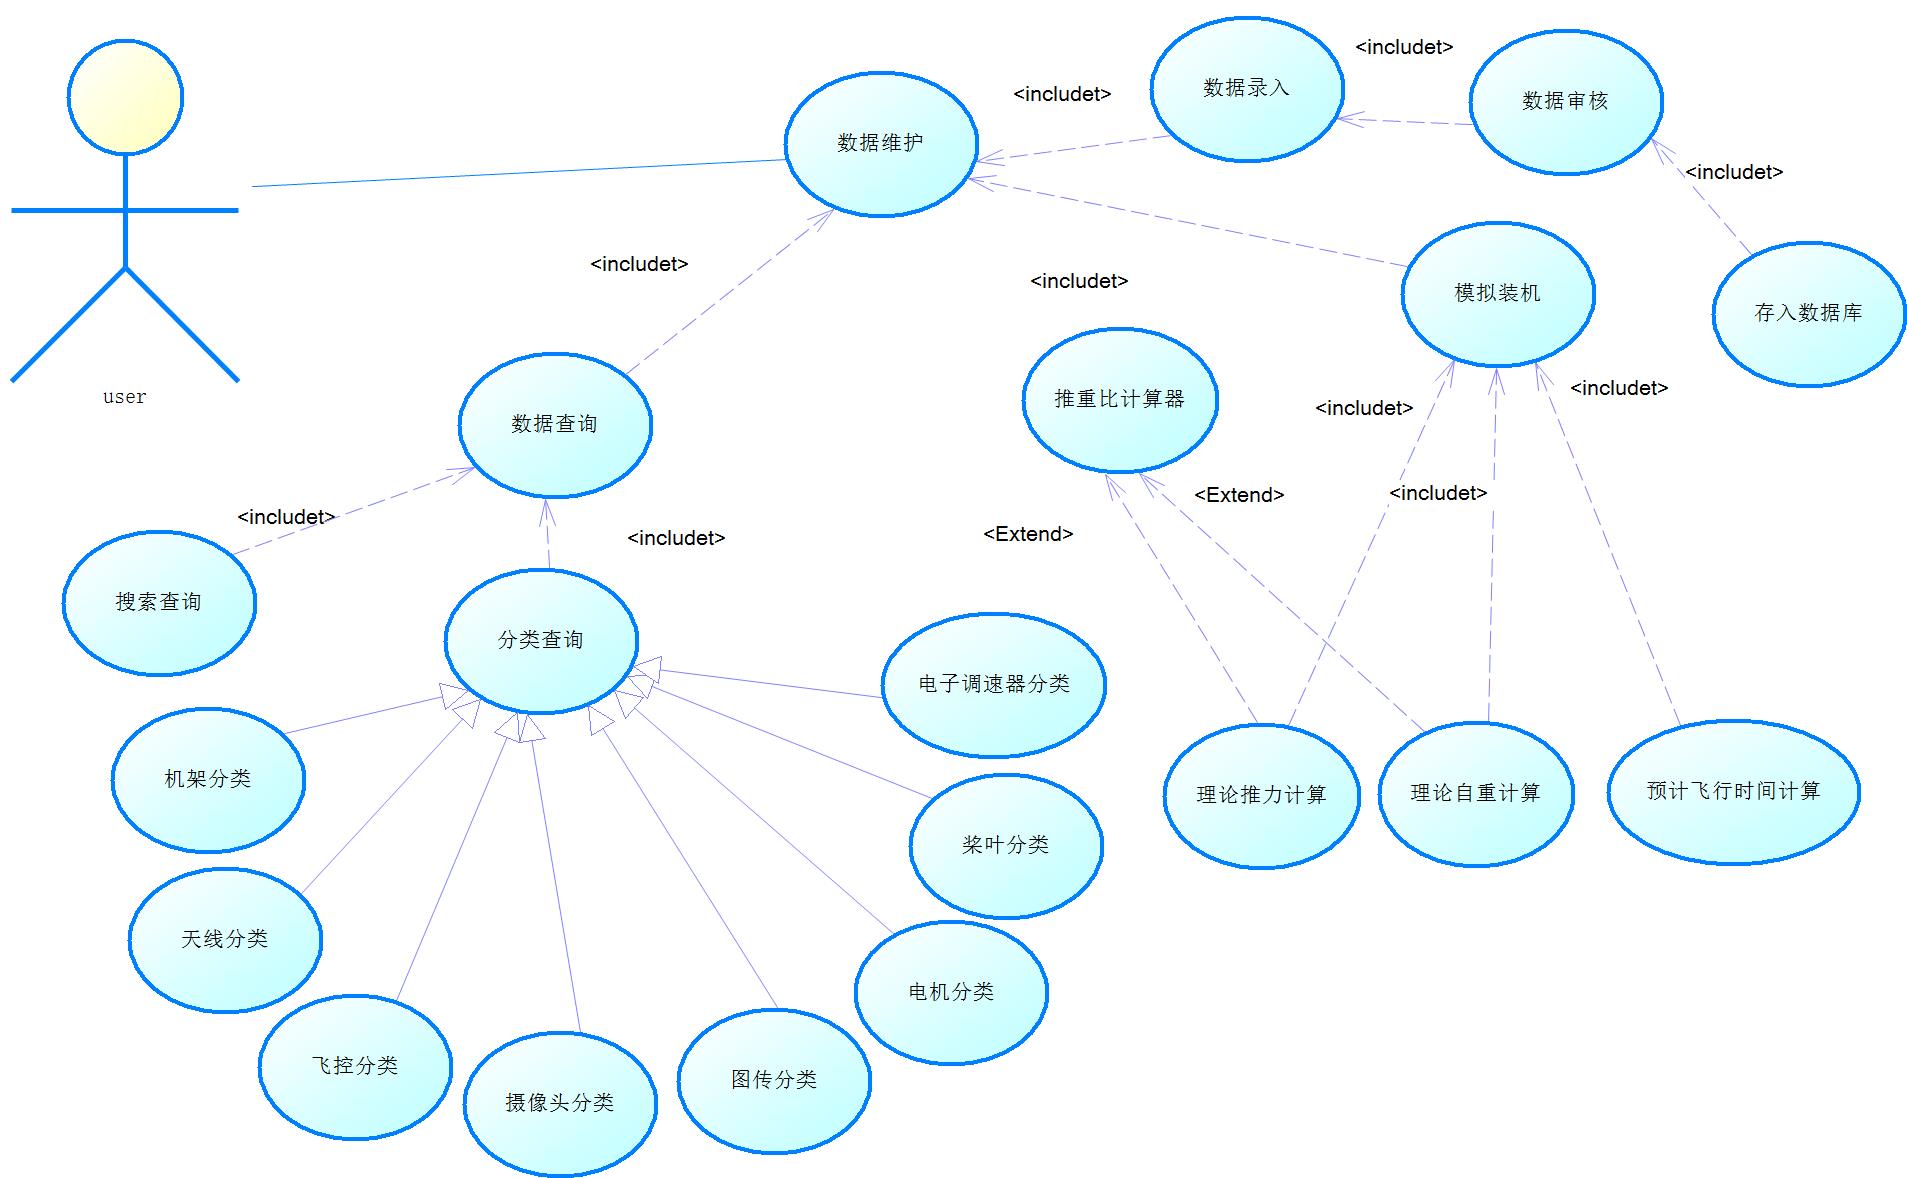 <includet>
<includet>
数据录入
数据审核
<includet>
数据维护
<includet>
<includet>
<includet>
模拟装机
存入数据库
user
推重比计算器
<includet>
<includet>
数据查询
<Extend>
<includet>
<includet>
<Extend>
<includet>
搜索查询
分类查询
电子调速器分类
机架分类
理论推力计算
理论自重计算
预计飞行时间计算
桨叶分类
天线分类
电机分类
飞控分类
图传分类
摄像头分类